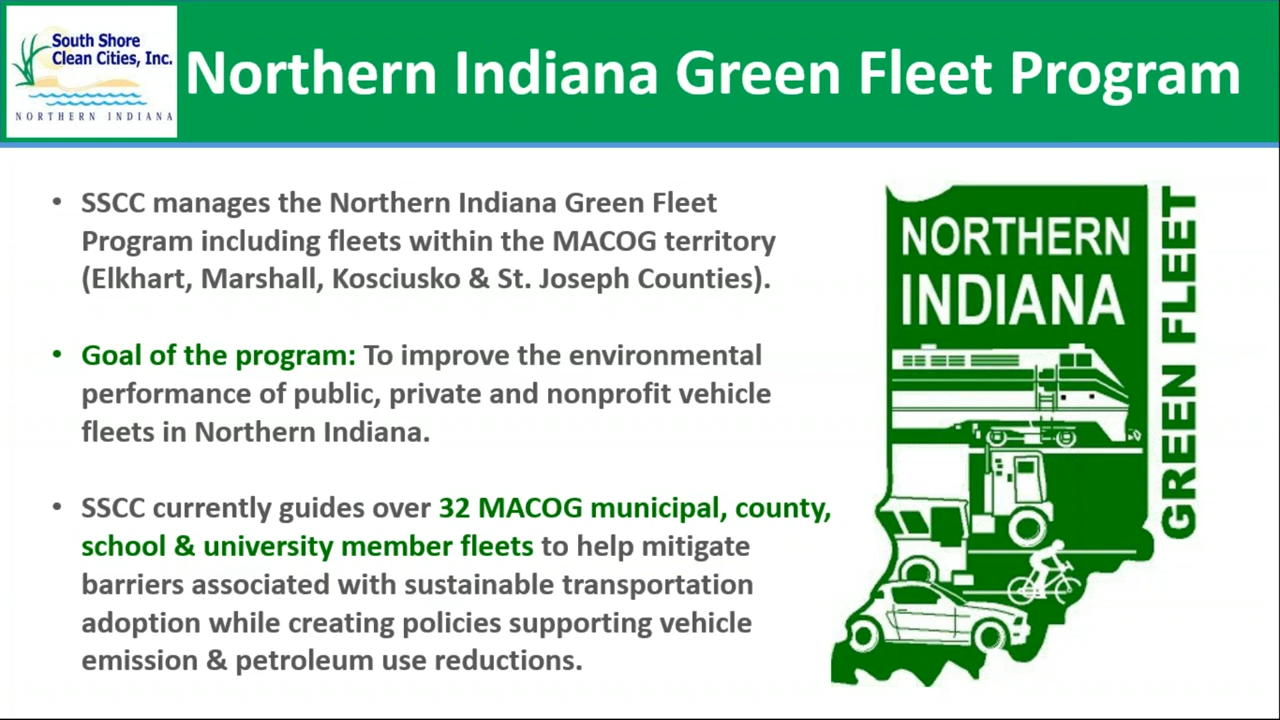 South Shore
Clean Cities, Inc.
NORTHERN INDIANA
Northern Indiana Green Fleet Program
• SSCC manages the Northern Indiana Green Fleet
Program including fleets within the MACOG territory
(Elkhart, Marshall, Kosciusko & St. Joseph Counties).
• Goal of the program: To improve the environmental
performance of public, private and nonprofit vehicle
fleets in Northern Indiana.
• SSCC currently guides over 32 MACOG municipal, county,
school & university member fleets to help mitigate
barriers associated with sustainable transportation
adoption while creating policies supporting vehicle
emission & petroleum use reductions.
NORTHERN
INDIANA
GREEN FLEET